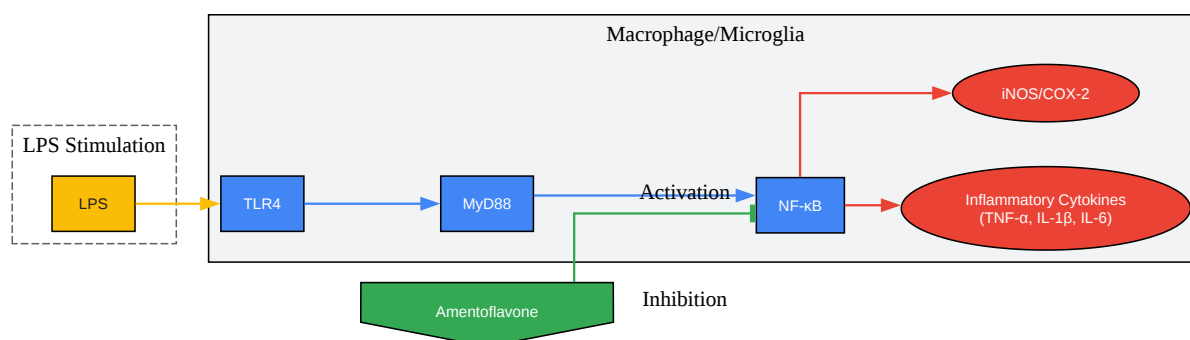 Macrophage/Microglia
iNOS/COX-2
LPS Stimulation
LPS
TLR4
MyD88
Activation
NF-κB
Inflammatory Cytokines
(TNF-α, IL-1β, IL-6)
Amentoflavone
Inhibition